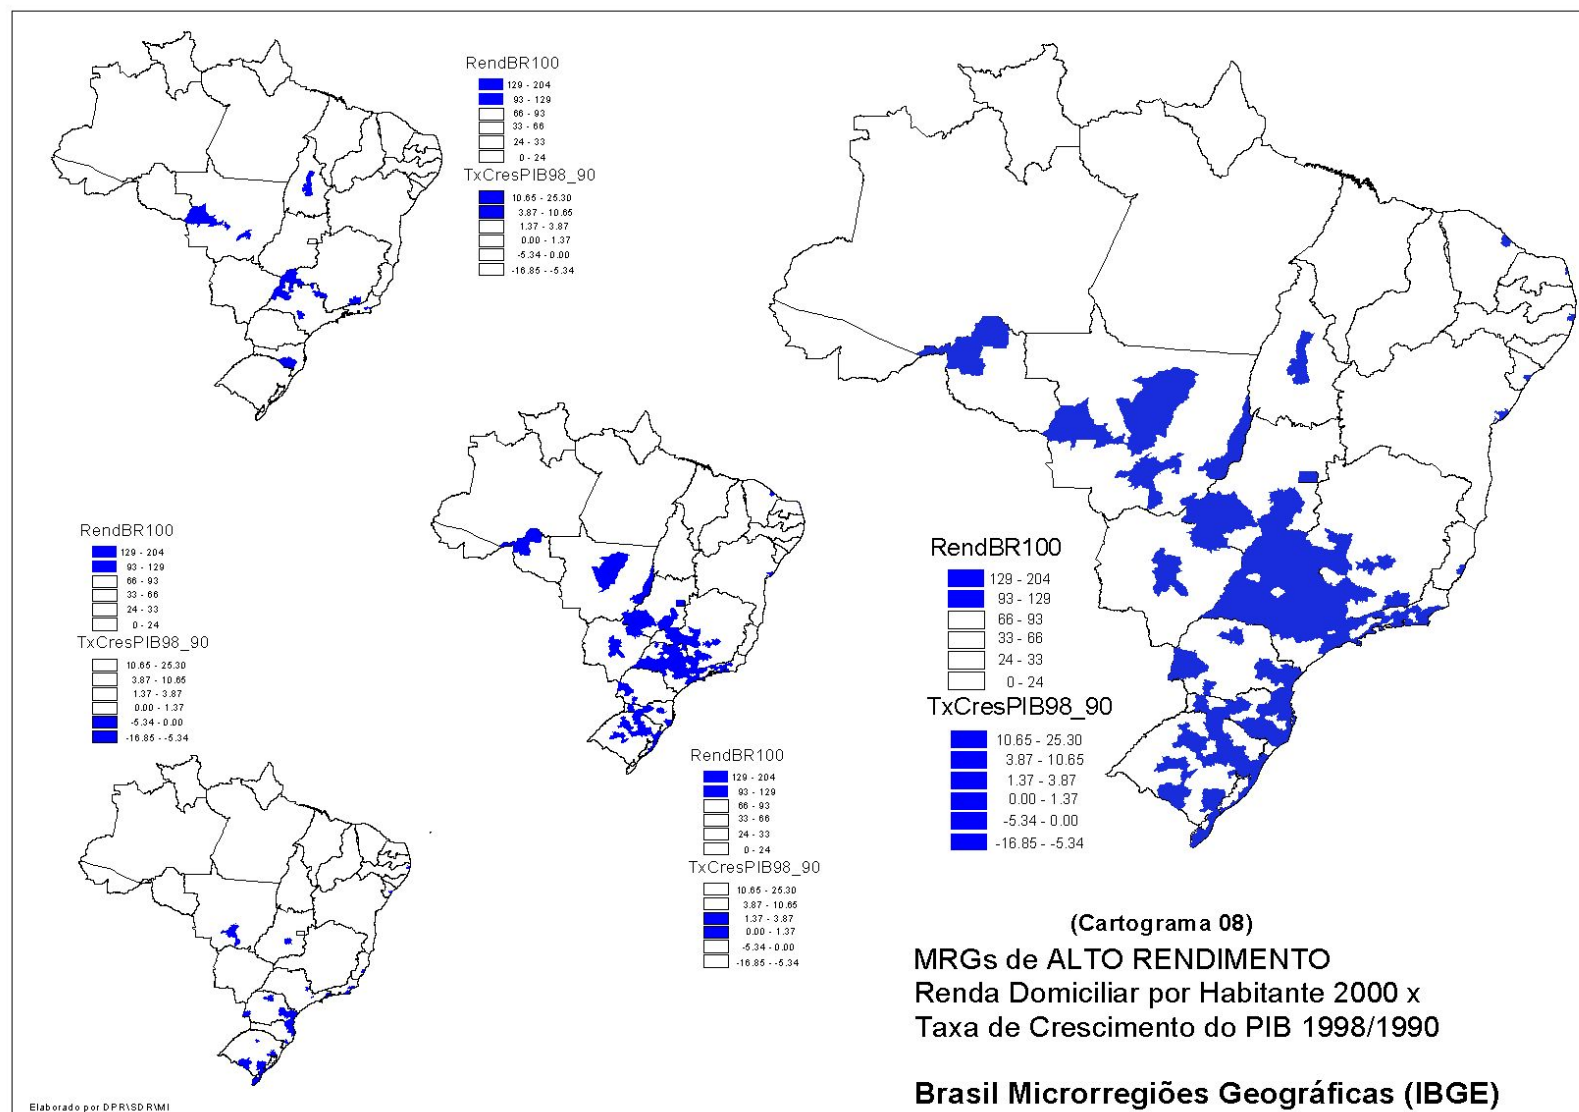 RendBR100
129 - 204
93 - 129
66 - 93
33 - 66
24 - 33
0 - 24
TxCresPIB98_90
10.65 - 25.30
3.87 - 10.65
1.37 - 3.87
0.00 - 1.37
-5.34 - 0.00
-16.85 - -5.34
RendBR100
129 - 204
93 - 129
66 - 93
33 - 66
24 - 33
0 - 24
TxCresPIB98_90
10.65 - 25.30
3.87 - 10.65
1.37 - 3.87
0.00 - 1.37
-5.34 - 0.00
-16.85 - -5.34
RendBR100
129 - 204
93 - 129
66 - 93
33 - 66
24 - 33
0 - 24
TxCresPIB98_90
10.65 - 25.30
3.87 - 10.65
1.37 - 3.87
0.00 - 1.37
-5.34 - 0.00
-16.85 - -5.34
RendBR100
129 - 204
93 - 129
66 - 93
33 - 66
24 - 33
0 - 24
TxCresPIB98_90
10.65 - 25.30
3.87 - 10.65
1.37 - 3.87
0.00 - 1.37
-5.34 - 0.00
-16.85 - -5.34
(Cartograma 08)
MRGs de ALTO RENDIMENTO
Renda Domiciliar por Habitante 2000 x
Taxa de Crescimento do PIB 1998/1990
Brasil Microrregiões Geográficas (IBGE)
Elaborado por DPR\SDR\MI